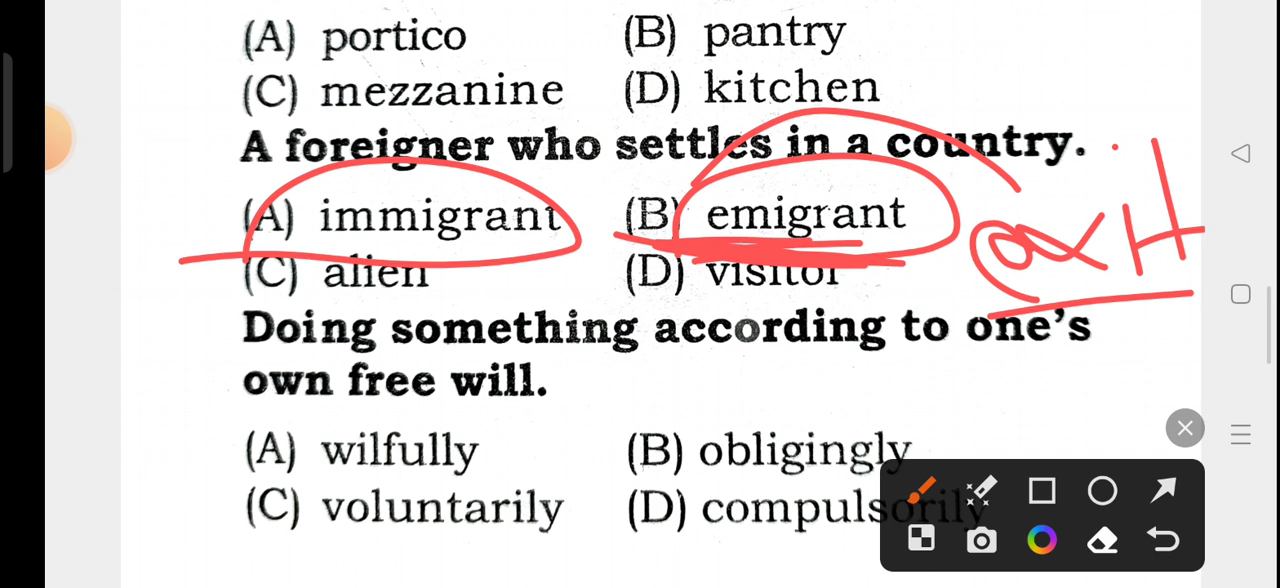 (A) portico (B) pantry
(C) mezzanine (D) kitchen
A foreigner who settles in a country.
(A) immigrant (B) emigrant
(C) alien (D) visitor
Doing something according to one's
own free will.
(A) wilfully (B) obligingly
(C) voluntarily (D) compulsorily